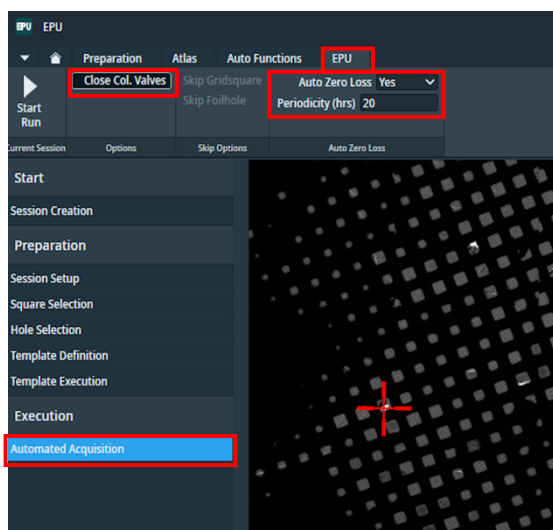 EPU EPU
Preparation Atlas Auto Functions EPU
Close Col. Valves Skip Gridsquare Auto Zero Loss Yes
Skip Foilhole Periodicity (hrs) 20
Start
Run
Current Session Options Skip Options Auto Zero Loss
Start
Session Creation
Preparation
Session Setup
Square Selection
Hole Selection
Template Definition
Template Execution
Execution
Automated Acquisition